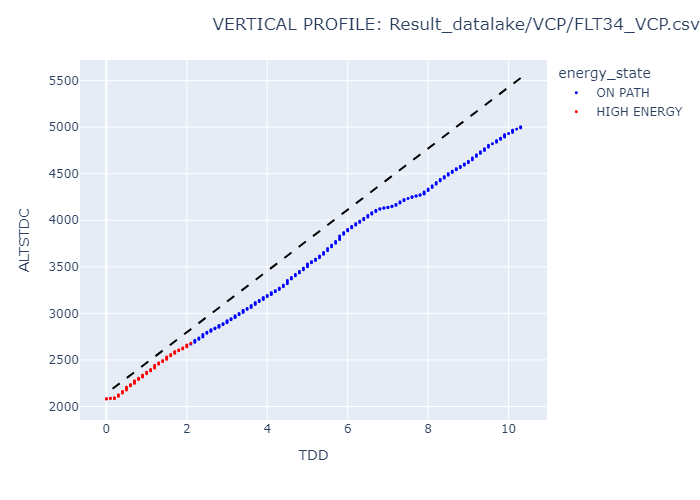 VERTICAL PROFILE: Result_datalake/VCP/FLT34_VCP.csv
energy_state
ON PATH
HIGH ENERGY
5500
5000
4500
4000
3500
3000
2500
2000
ALTSTDC
0 2 4 6 8 10
TDD